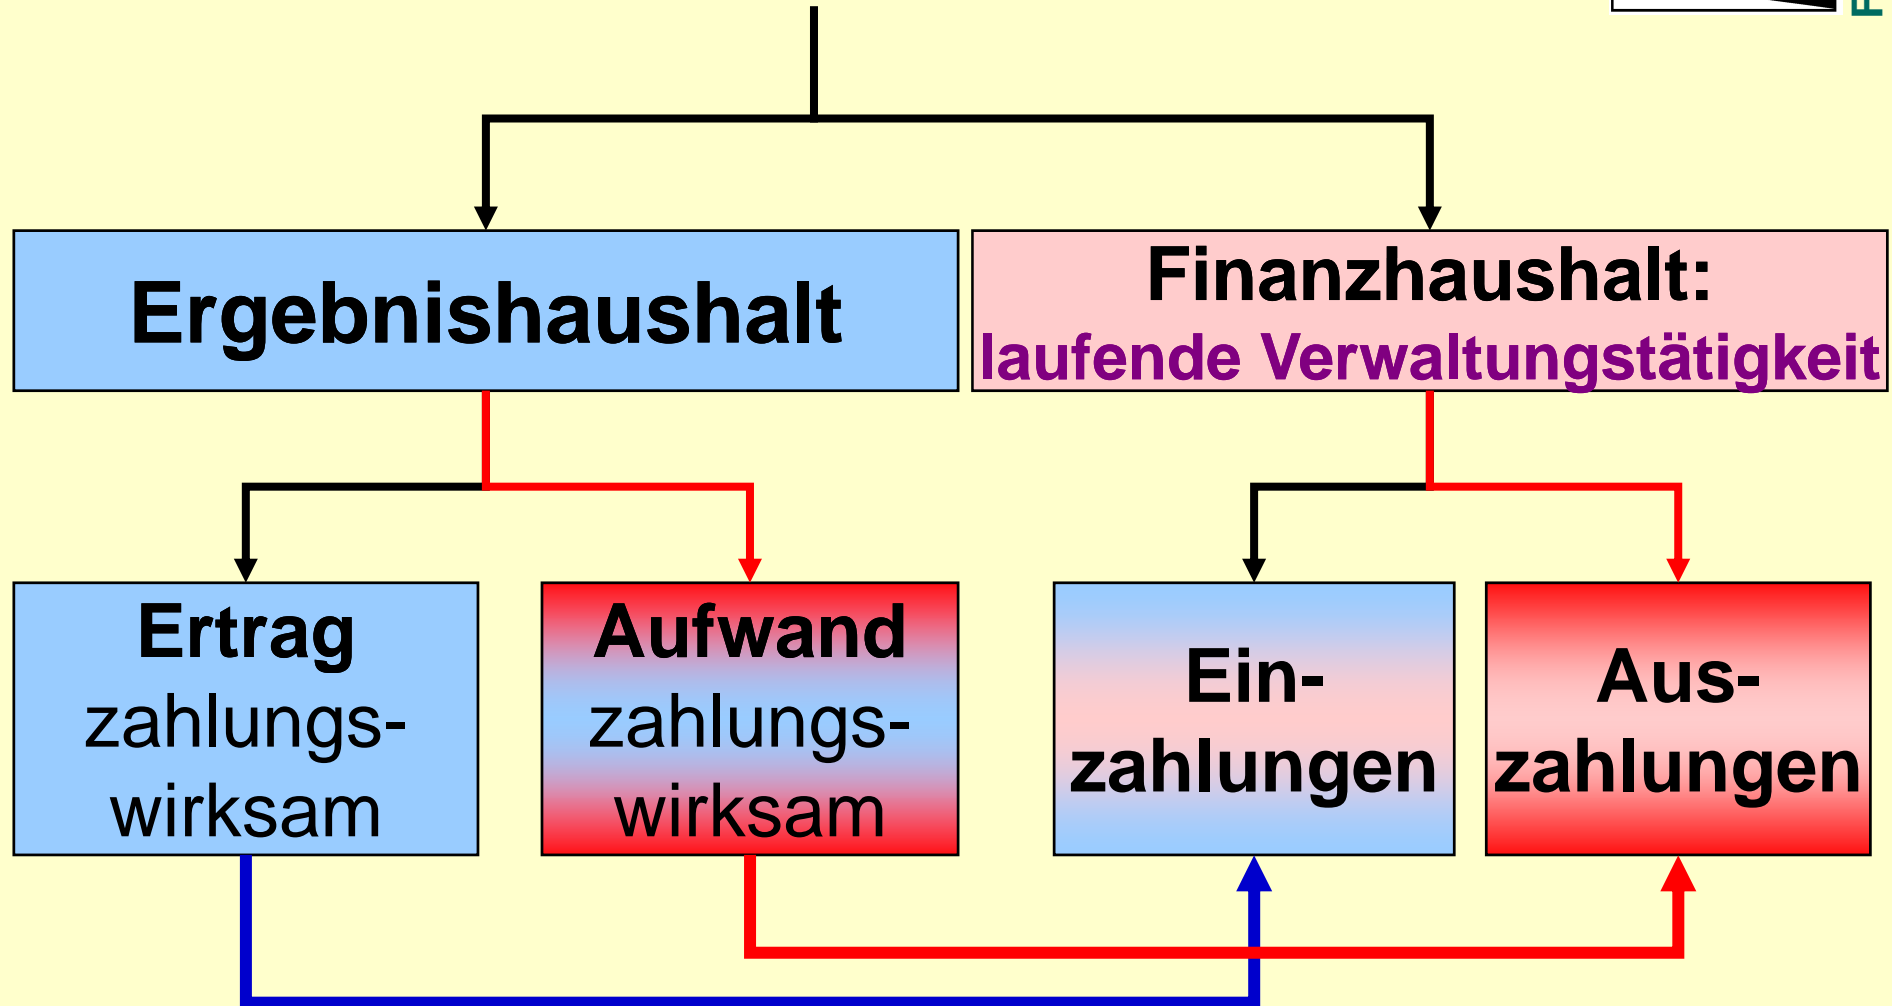 F
Ergebnishaushalt
Finanzhaushalt:
laufende Verwaltungstätigkeit
Ertrag
zahlungs-
wirksam
Aufwand
zahlungs-
wirksam
Ein-
zahlungen
Aus-
zahlungen